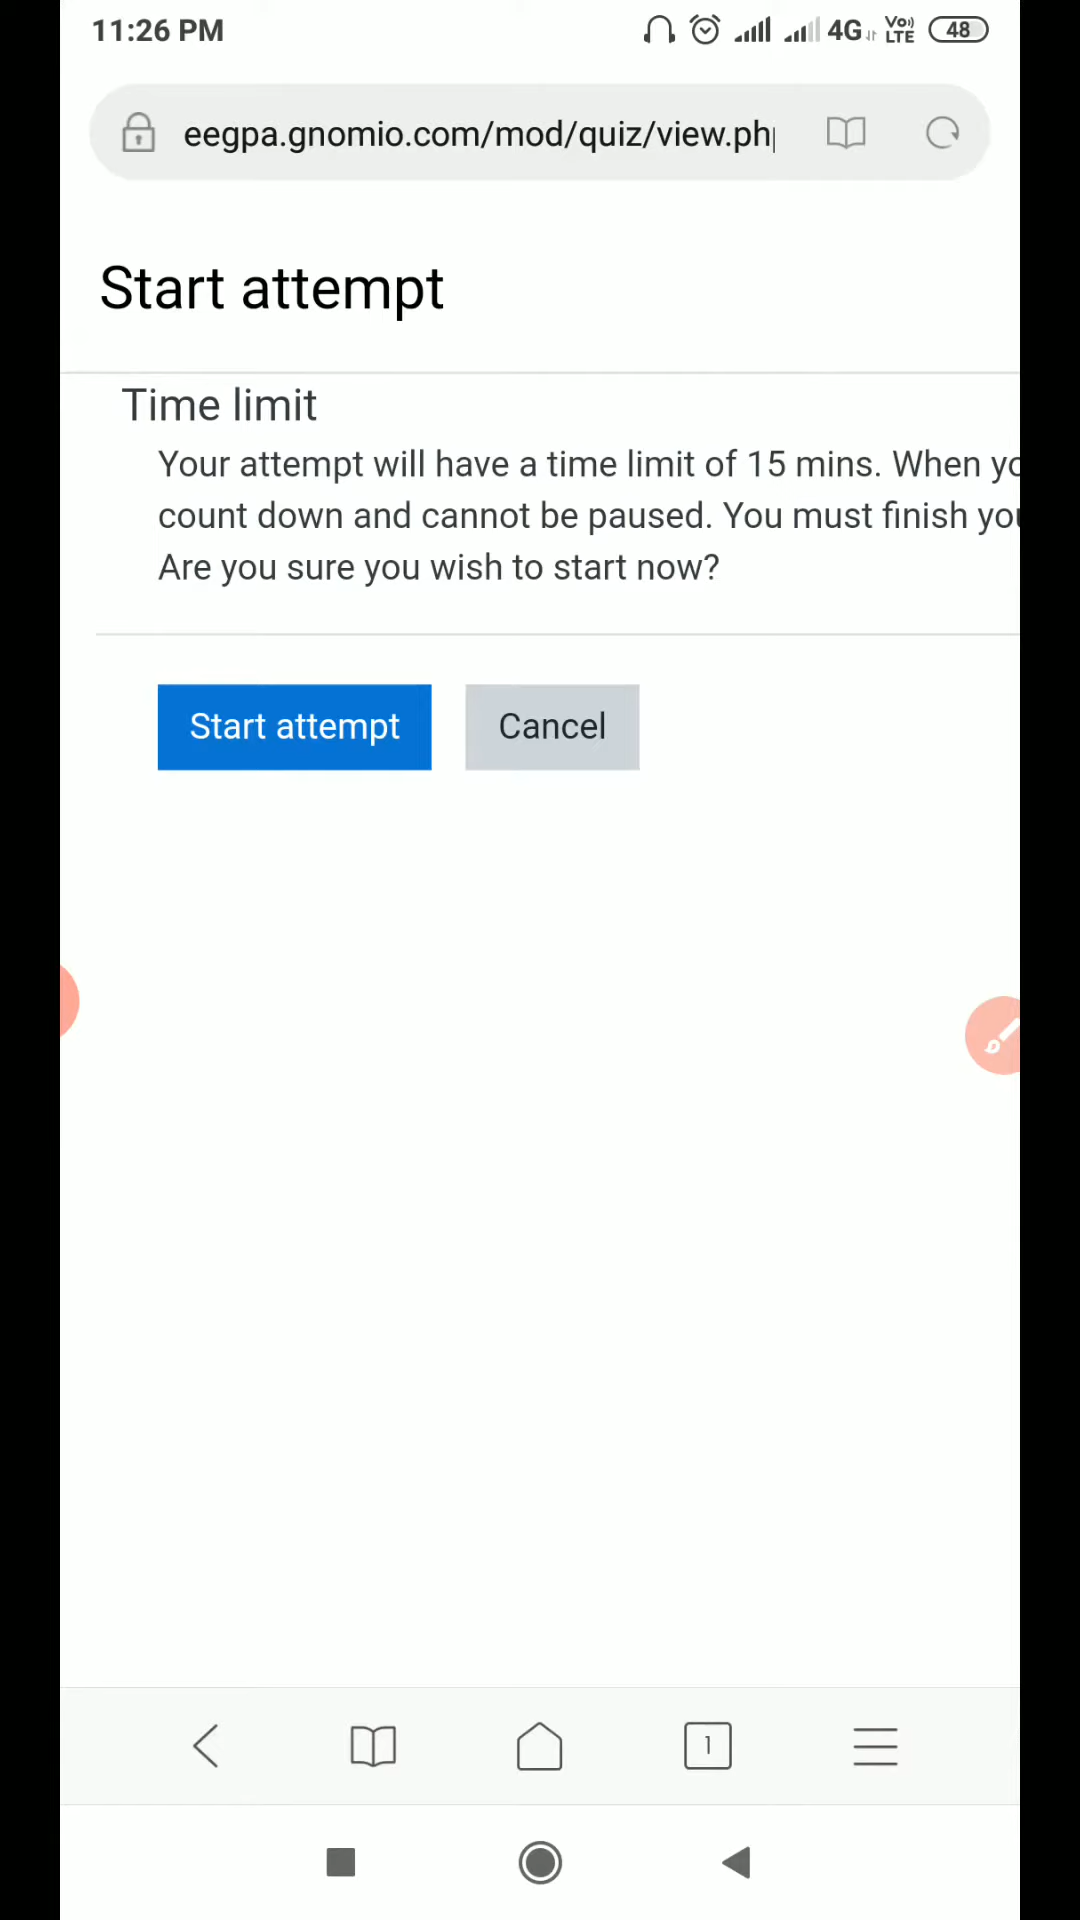 11:26 PM 4G Vo)) LTE 48
eegpa.gnomio.com/mod/quiz/view.ph
Start attempt
Time limit
Your attempt will have a time limit of 15 mins. When yo
count down and cannot be paused. You must finish you
Are you sure you wish to start now?
Start attempt Cancel
1